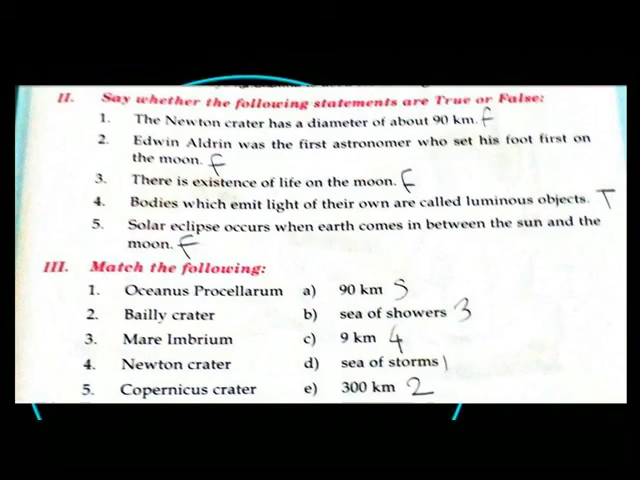 II. Say whether the following statements are True or False:
1. The Newton crater has a diameter of about 90 km. F
2. Edwin Aldrin was the first astronomer who set his foot first on
the moon. F
3. There is existence of life on the moon. F
4. Bodies which emit light of their own are called luminous objects. T
5. Solar eclipse occurs when earth comes in between the sun and the
moon. F
III. Match the following:
1. Oceanus Procellarum a) 90 km 5
2. Bailly crater b) sea of showers 3
3. Mare Imbrium c) 9 km 4
4. Newton crater d) sea of storms 1
5. Copernicus crater e) 300 km 2